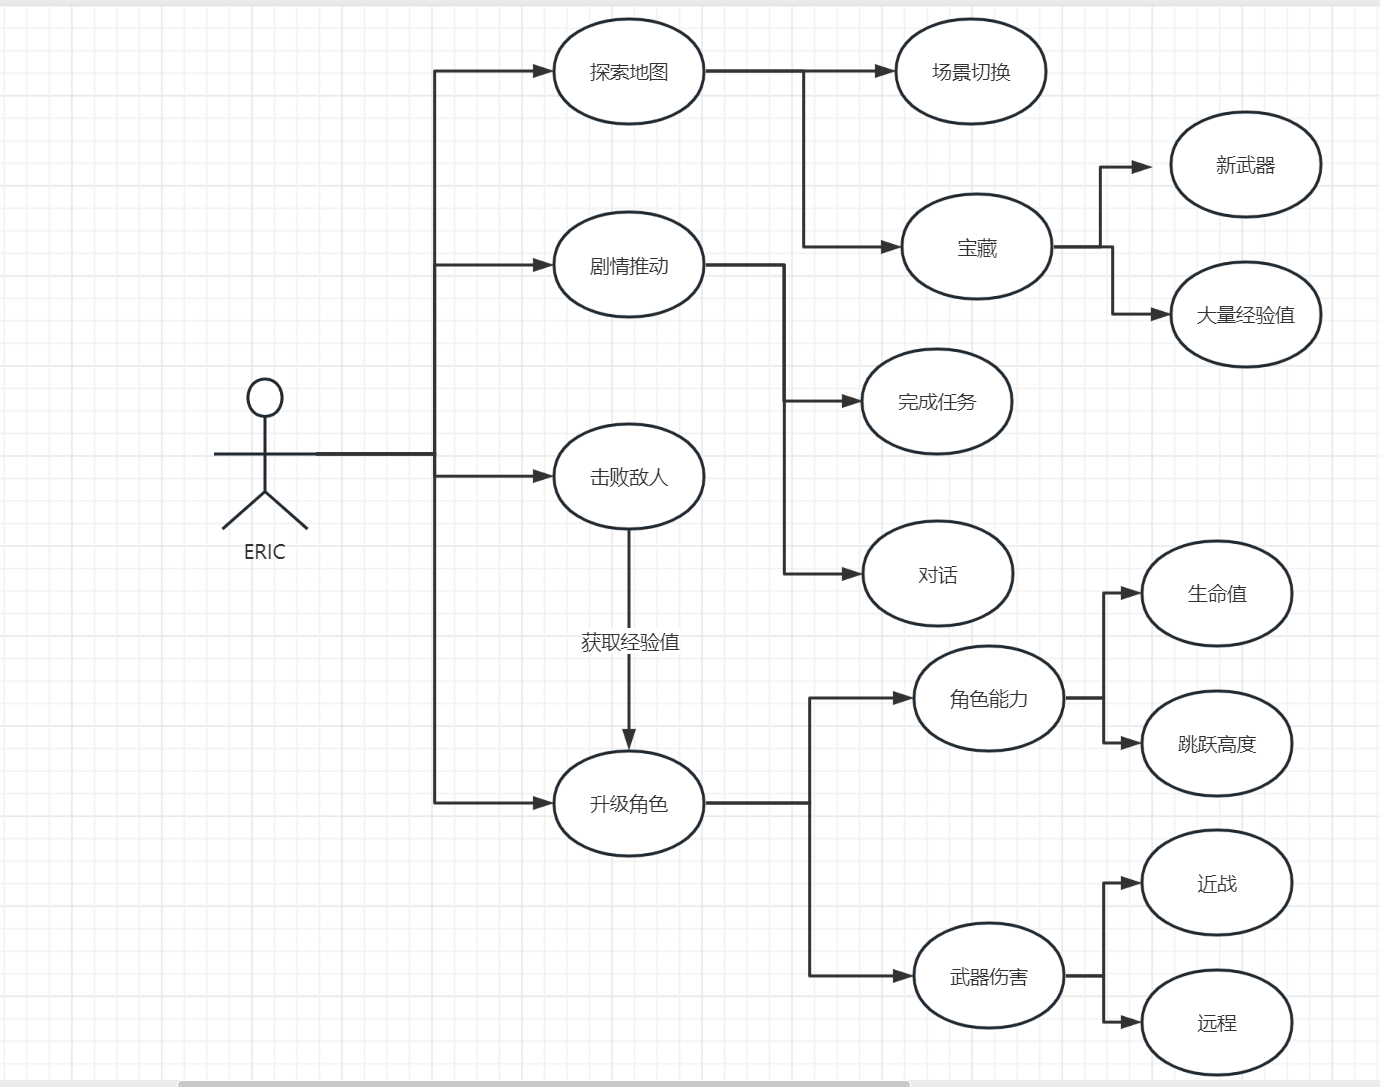 探索地图
场景切换
新武器
宝藏
剧情推动
大量经验值
完成任务
击败敌人
ERIC
对话
生命值
获取经验值
角色能力
跳跃高度
升级角色
近战
武器伤害
远程